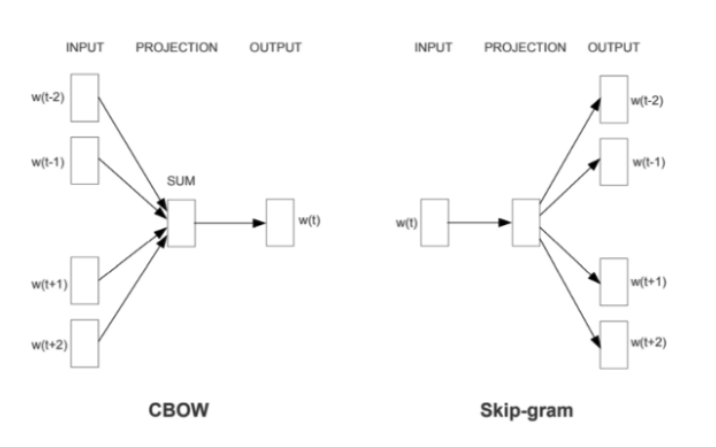 INPUT PROJECTION OUTPUT
w(t-2)
w(t-1)
SUM
w(t)
w(t+1)
w(t+2)
CBOW
INPUT PROJECTION OUTPUT
w(t-2)
w(t-1)
w(t)
w(t+1)
w(t+2)
Skip-gram